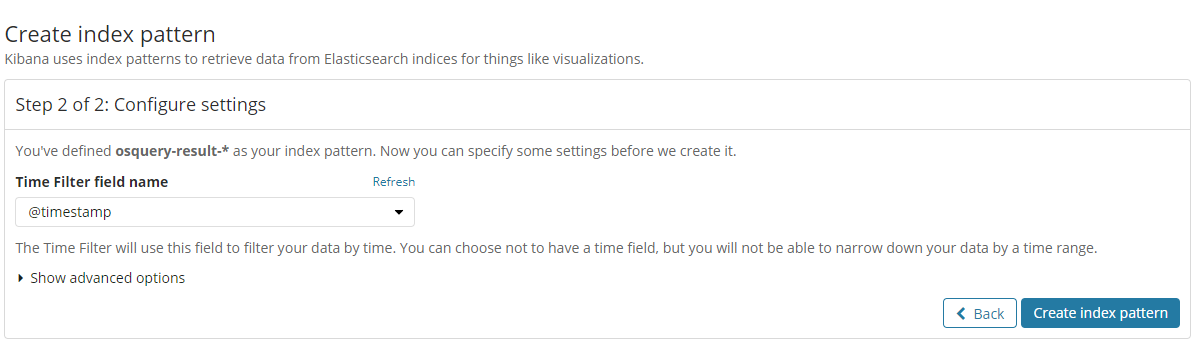 Create index pattern
Kibana uses index patterns to retrieve data from Elasticsearch indices for things like visualizations.
Step 2 of 2: Configure settings
You've defined osquery-result-* as your index pattern. Now you can specify some settings before we create it.
Time Filter field name Refresh
@timestamp
The Time Filter will use this field to filter your data by time. You can choose not to have a time field, but you will not be able to narrow down your data by a time range.
Show advanced options
Back Create index pattern